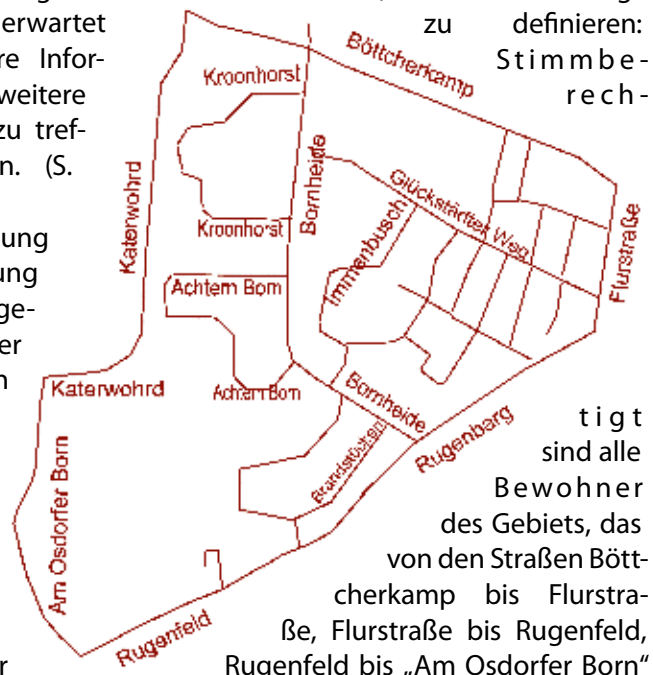 erwartet
re Infor-
weitere
zu tref-
n. (S.
tung
ung
ge-
er
n
r
zu definieren:
Stimmbe-
rech-
tigt
sind alle
Bewohner
des Gebiets, das
von den Straßen Bött-
cherkamp bis Flurstra-
ße, Flurstraße bis Rugenfeld,
Rugenfeld bis „Am Osdorfer Born“
Böttcherkamp
Kroonhorst
Bornheide
Katerwohrd
Glückstädter Weg
Immenbusch
Flurstraße
Kroonhorst
Achtern Born
Katerwohrd
Achtern Born
Bornheide
Rugenbarg
Brandstücken
Am Osdorfer Born
Rugenfeld